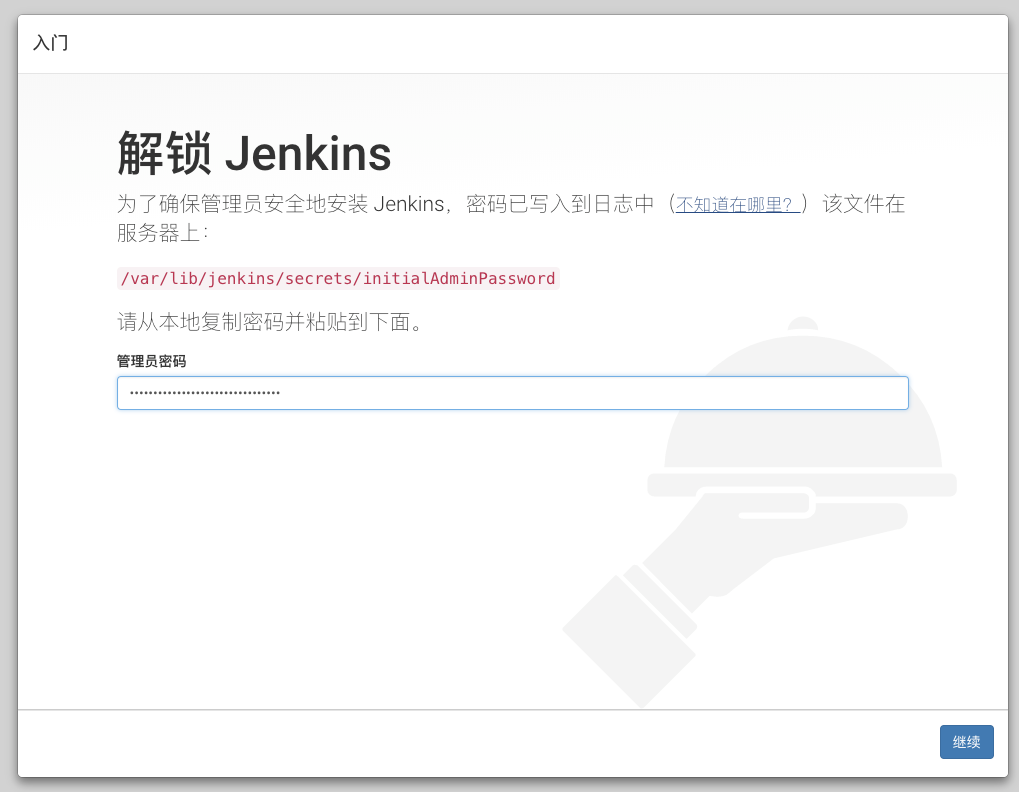 入门
解锁 Jenkins
为了确保管理员安全地安装 Jenkins，密码已写入到日志中（不知道在哪里？）该文件在
服务器上：
/var/lib/jenkins/secrets/initialAdminPassword
请从本地复制密码并粘贴到下面。
管理员密码
继续